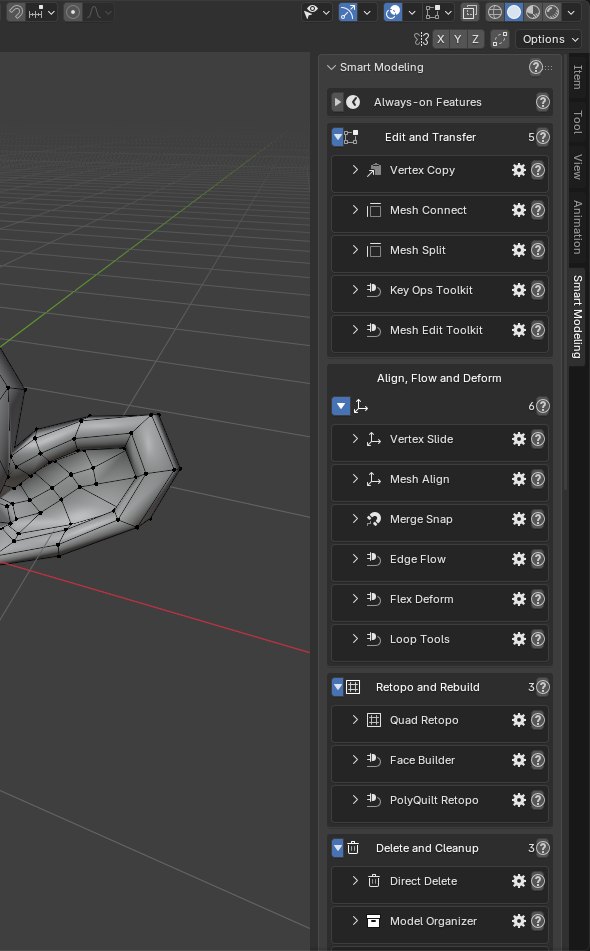 X Y Z Options
Smart Modeling
Item
Tool
View
Animation
Smart Modeling
Always-on Features
Edit and Transfer 5
Vertex Copy
Mesh Connect
Mesh Split
Key Ops Toolkit
Mesh Edit Toolkit
Align, Flow and Deform
6
Vertex Slide
Mesh Align
Merge Snap
Edge Flow
Flex Deform
Loop Tools
Retopo and Rebuild 3
Quad Retopo
Face Builder
PolyQuilt Retopo
Delete and Cleanup 3
Direct Delete
Model Organizer